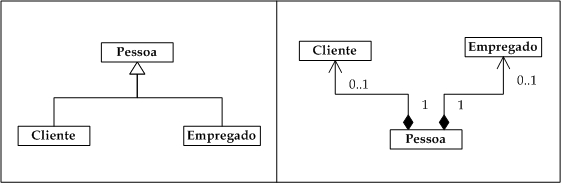 Pessoa
Cliente
Empregado
Cliente
Empregado
0..1
0..1
1
1
Pessoa